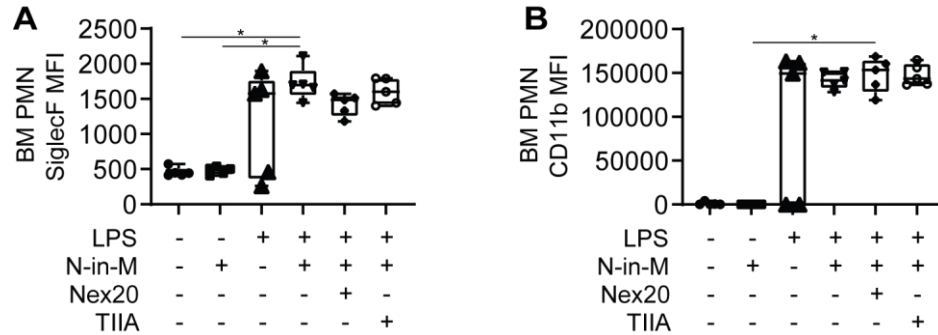 A
BM PMN
SiglecF MFI
2500
2000
1500
1000
500
0
*
*
LPS - - + + + +
N-in-M - + - + + +
Nex20 - - - - + -
TIIA - - - - - +
B
BM PMN
CD11b MFI
200000
150000
100000
50000
0
*
LPS - - + + + +
N-in-M - + - + + +
Nex20 - - - - + -
TIIA - - - - - +